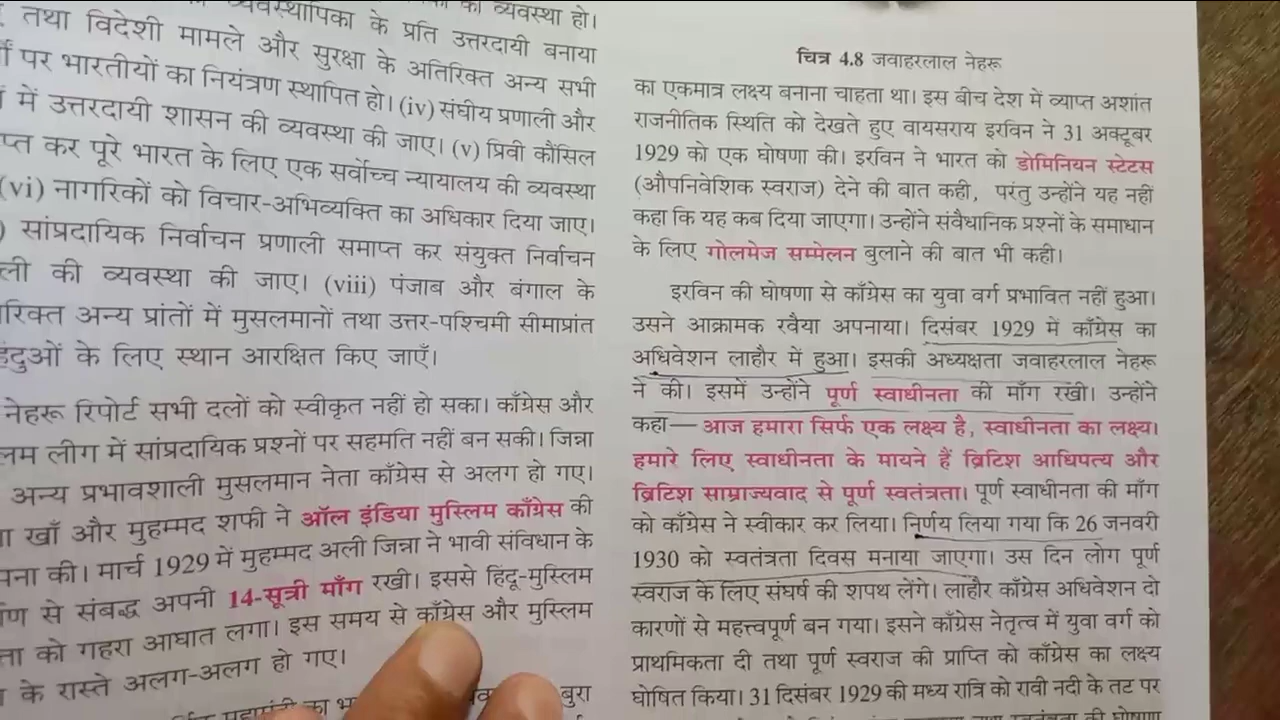 व्यवस्थापिका के प्रति उत्तरदायी बनाया
तथा विदेशी मामले और सुरक्षा के अतिरिक्त अन्य सभी
पर भारतीयों का नियंत्रण स्थापित हो। (iv) संघीय प्रणाली और
में उत्तरदायी शासन की व्यवस्था की जाए। (v) प्रिवी कौंसिल
कर पूरे भारत के लिए एक सर्वोच्च न्यायालय की व्यवस्था
(vi) नागरिकों को विचार-अभिव्यक्ति का अधिकार दिया जाए।
) सांप्रदायिक निर्वाचन प्रणाली समाप्त कर संयुक्त निर्वाचन
की व्यवस्था की जाए। (viii) पंजाब और बंगाल के
अन्य प्रांतों में मुसलमानों तथा उत्तर-पश्चिमी सीमाप्रांत
के लिए स्थान आरक्षित किए जाएँ।
नेहरू रिपोर्ट सभी दलों को स्वीकृत नहीं हो सका। काँग्रेस और
लीग में सांप्रदायिक प्रश्नों पर सहमति नहीं बन सकी। जिन्ना
अन्य प्रभावशाली मुसलमान नेता काँग्रेस से अलग हो गए।
खाँ और मुहम्मद शफी ने ऑल इंडिया मुस्लिम काँग्रेस की
की। मार्च 1929 में मुहम्मद अली जिन्ना ने भावी संविधान के
से संबद्ध अपनी 14-सूत्री माँग रखी। इससे हिंदू-मुस्लिम
को गहरा आघात लगा। इस समय से काँग्रेस और मुस्लिम
के रास्ते अलग-अलग हो गए।
बुरा
चित्र 4.8 जवाहरलाल नेहरू
का एकमात्र लक्ष्य बनाना चाहता था। इस बीच देश में व्याप्त अशांत
राजनीतिक स्थिति को देखते हुए वायसराय इरविन ने 31 अक्टूबर
1929 को एक घोषणा की। इरविन ने भारत को डोमिनियन स्टेटस
(औपनिवेशिक स्वराज) देने की बात कही, परंतु उन्होंने यह नहीं
कहा कि यह कब दिया जाएगा। उन्होंने संवैधानिक प्रश्नों के समाधान
के लिए गोलमेज सम्मेलन बुलाने की बात भी कही।
इरविन की घोषणा से काँग्रेस का युवा वर्ग प्रभावित नहीं हुआ।
उसने आक्रामक रवैया अपनाया। दिसंबर 1929 में काँग्रेस का
अधिवेशन लाहौर में हुआ। इसकी अध्यक्षता जवाहरलाल नेहरू
ने की। इसमें उन्होंने पूर्ण स्वाधीनता की माँग रखी। उन्होंने
कहा—आज हमारा सिर्फ एक लक्ष्य है, स्वाधीनता का लक्ष्य।
हमारे लिए स्वाधीनता के मायने हैं ब्रिटिश आधिपत्य और
ब्रिटिश साम्राज्यवाद से पूर्ण स्वतंत्रता। पूर्ण स्वाधीनता की माँग
को काँग्रेस ने स्वीकार कर लिया। निर्णय लिया गया कि 26 जनवरी
1930 को स्वतंत्रता दिवस मनाया जाएगा। उस दिन लोग पूर्ण
स्वराज के लिए संघर्ष की शपथ लेंगे। लाहौर काँग्रेस अधिवेशन दो
कारणों से महत्त्वपूर्ण बन गया। इसने काँग्रेस नेतृत्व में युवा वर्ग को
प्राथमिकता दी तथा पूर्ण स्वराज की प्राप्ति को काँग्रेस का लक्ष्य
घोषित किया। 31 दिसंबर 1929 की मध्य रात्रि को रावी नदी के तट पर